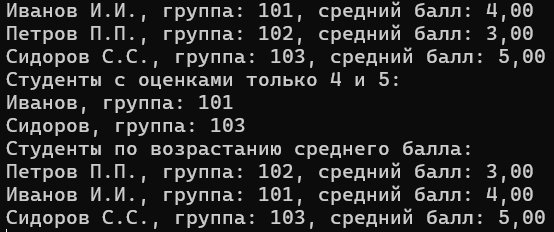 Иванов И.И., группа: 101, средний балл: 4,00
Петров П.П., группа: 102, средний балл: 3,00
Сидоров С.С., группа: 103, средний балл: 5,00
Студенты с оценками только 4 и 5:
Иванов, группа: 101
Сидоров, группа: 103
Студенты по возрастанию среднего балла:
Петров П.П., группа: 102, средний балл: 3,00
Иванов И.И., группа: 101, средний балл: 4,00
Сидоров С.С., группа: 103, средний балл: 5,00